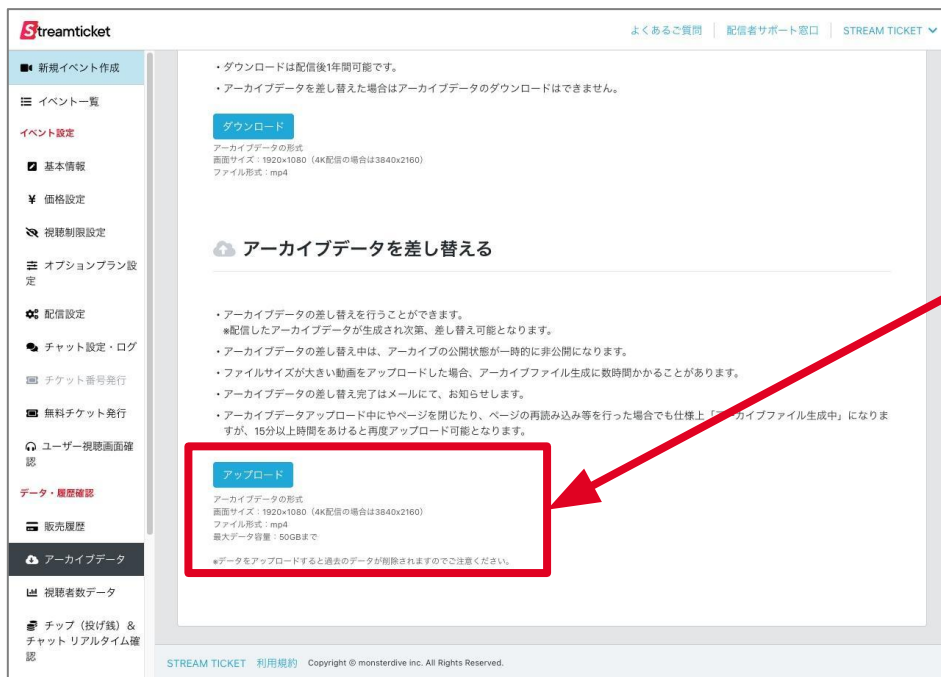 Streamticket
よくあるご質問
配信者サポート窓口
STREAM TICKET
新規イベント作成
イベント一覧
イベント設定
基本情報
¥ 価格設定
視聴制限設定
オプションプラン設
定
配信設定
チャット設定・ログ
チケット番号発行
無料チケット発行
ユーザー視聴画面確
認
データ・履歴確認
販売履歴
アーカイブデータ
視聴者数データ
チップ（投げ銭）&
チャット リアルタイム確
認
・ダウンロードは配信後1年間可能です。
・アーカイブデータを差し替えた場合はアーカイブデータのダウンロードはできません。
ダウンロード
アーカイブデータの形式
画面サイズ：1920×1080（4K配信の場合は3840x2160）
ファイル形式：mp4
アーカイブデータを差し替える
・アーカイブデータの差し替えを行うことができます。
※配信したアーカイブデータが生成され次第、差し替え可能となります。
・アーカイブデータの差し替え中は、アーカイブの公開状態が一時的に非公開になります。
・ファイルサイズが大きい動画をアップロードした場合、アーカイブファイル生成に数時間かかることがあります。
・アーカイブデータの差し替え完了はメールにて、お知らせします。
・アーカイブデータアップロード中にやページを閉じたり、ページの再読み込み等を行った場合でも仕様上「アーカイブファイル生成中」になりま
すが、15分以上時間をあけると再度アップロード可能となります。
アップロード
アーカイブデータの形式
画面サイズ：1920×1080（4K配信の場合は3840x2160）
ファイル形式：mp4
最大データ容量：50GBまで
※データをアップロードすると過去のデータが削除されますのでご注意ください。
STREAM TICKET 利用規約 Copyright © monsterdive inc. All Rights Reserved.